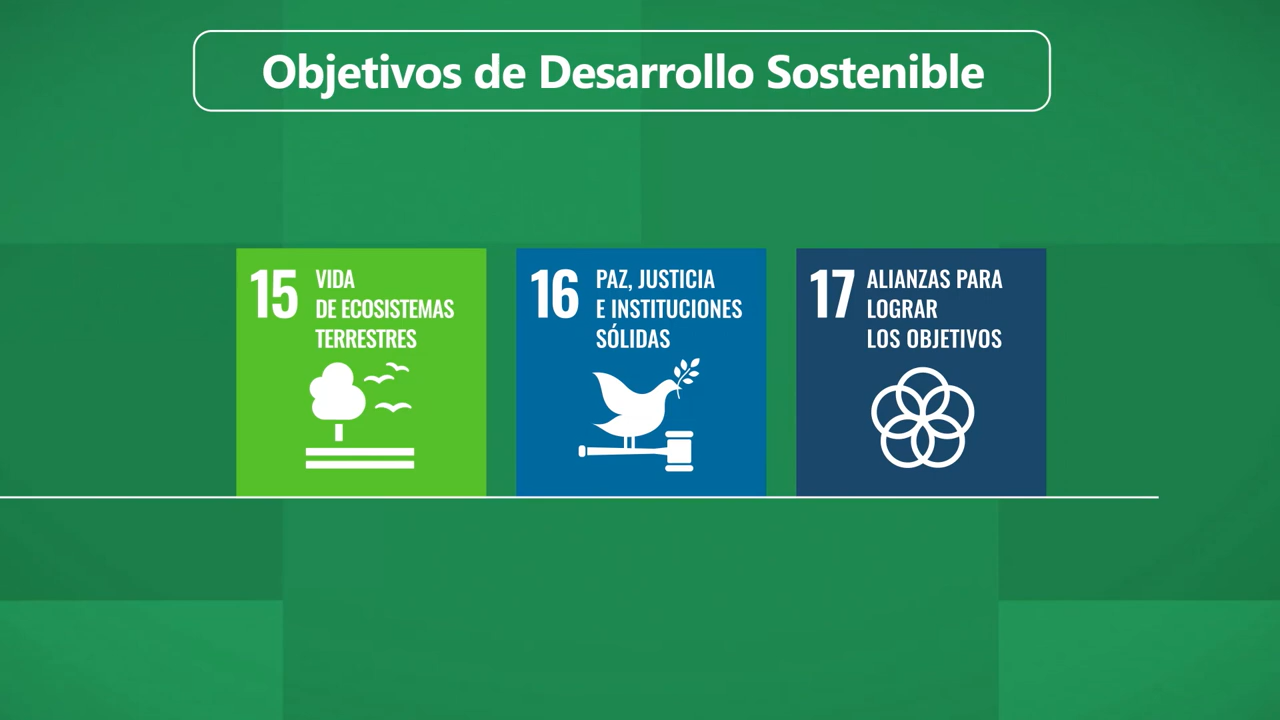 Objetivos de Desarrollo Sostenible
15 VIDA
DE ECOSISTEMAS
TERRESTRES
16 PAZ, JUSTICIA
E INSTITUCIONES
SÓLIDAS
17 ALIANZAS PARA
LOGRAR
LOS OBJETIVOS